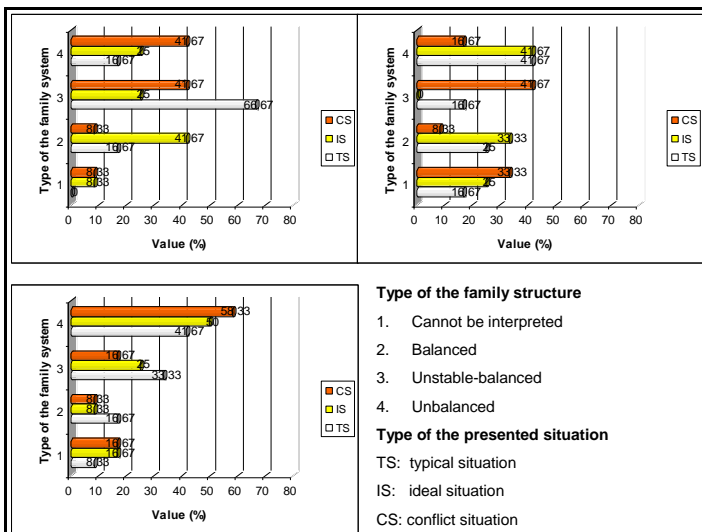 Type of the family system
4
3
2
1
41,67
25
16,67
41,67
25
66,67
8,33
41,67
16,67
8,33
8,33
0
0 10 20 30 40 50 60 70 80
Value (%)
CS
IS
TS
Type of the family system
4
3
2
1
16,67
41,67
41,67
41,67
0
16,67
8,33
33,33
25
33,33
25
16,67
0 10 20 30 40 50 60 70 80
Value (%)
CS
IS
TS
Type of the family system
4
3
2
1
58,33
50
41,67
16,67
25
33,33
8,33
8,33
16,67
16,67
16,67
8,33
0 10 20 30 40 50 60 70 80
Value (%)
CS
IS
TS
Type of the family structure
1. Cannot be interpreted
2. Balanced
3. Unstable-balanced
4. Unbalanced
Type of the presented situation
TS: typical situation
IS: ideal situation
CS: conflict situation